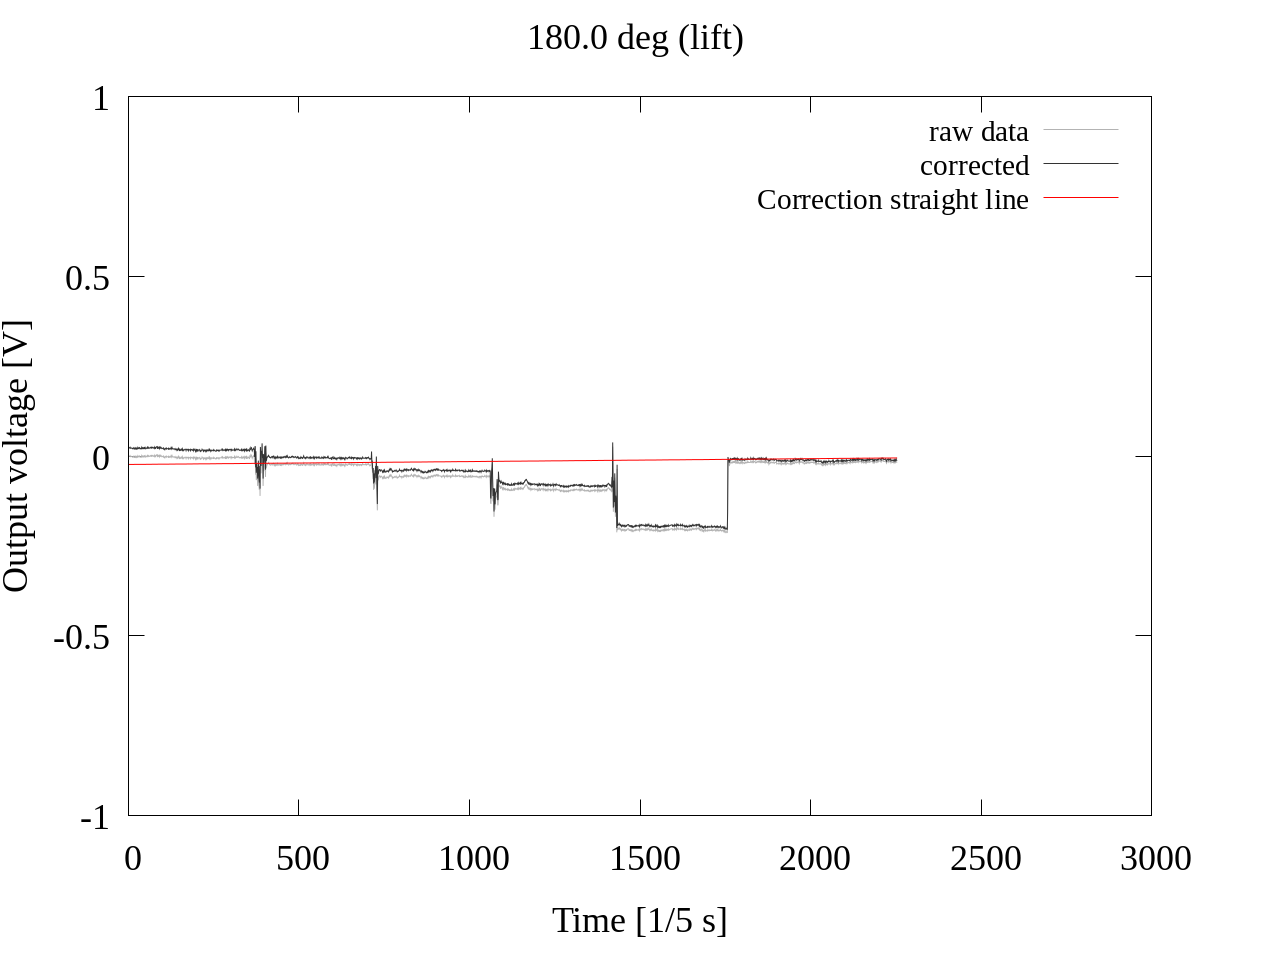 180.0 deg (lift)
1
0.5
0
-0.5
-1
Output voltage [V]
raw data
corrected
Correction straight line
0 500 1000 1500 2000 2500 3000
Time [1/5 s]